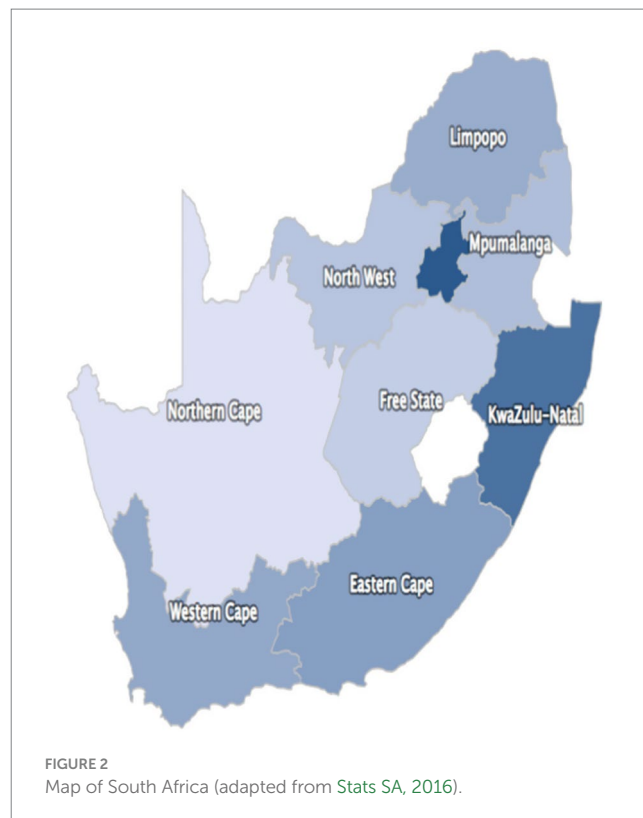 Limpopo
Mpumalanga
North West
Northern Cape
Free State
KwaZulu-Natal
Eastern Cape
Western Cape
FIGURE 2
Map of South Africa (adapted from Stats SA, 2016).